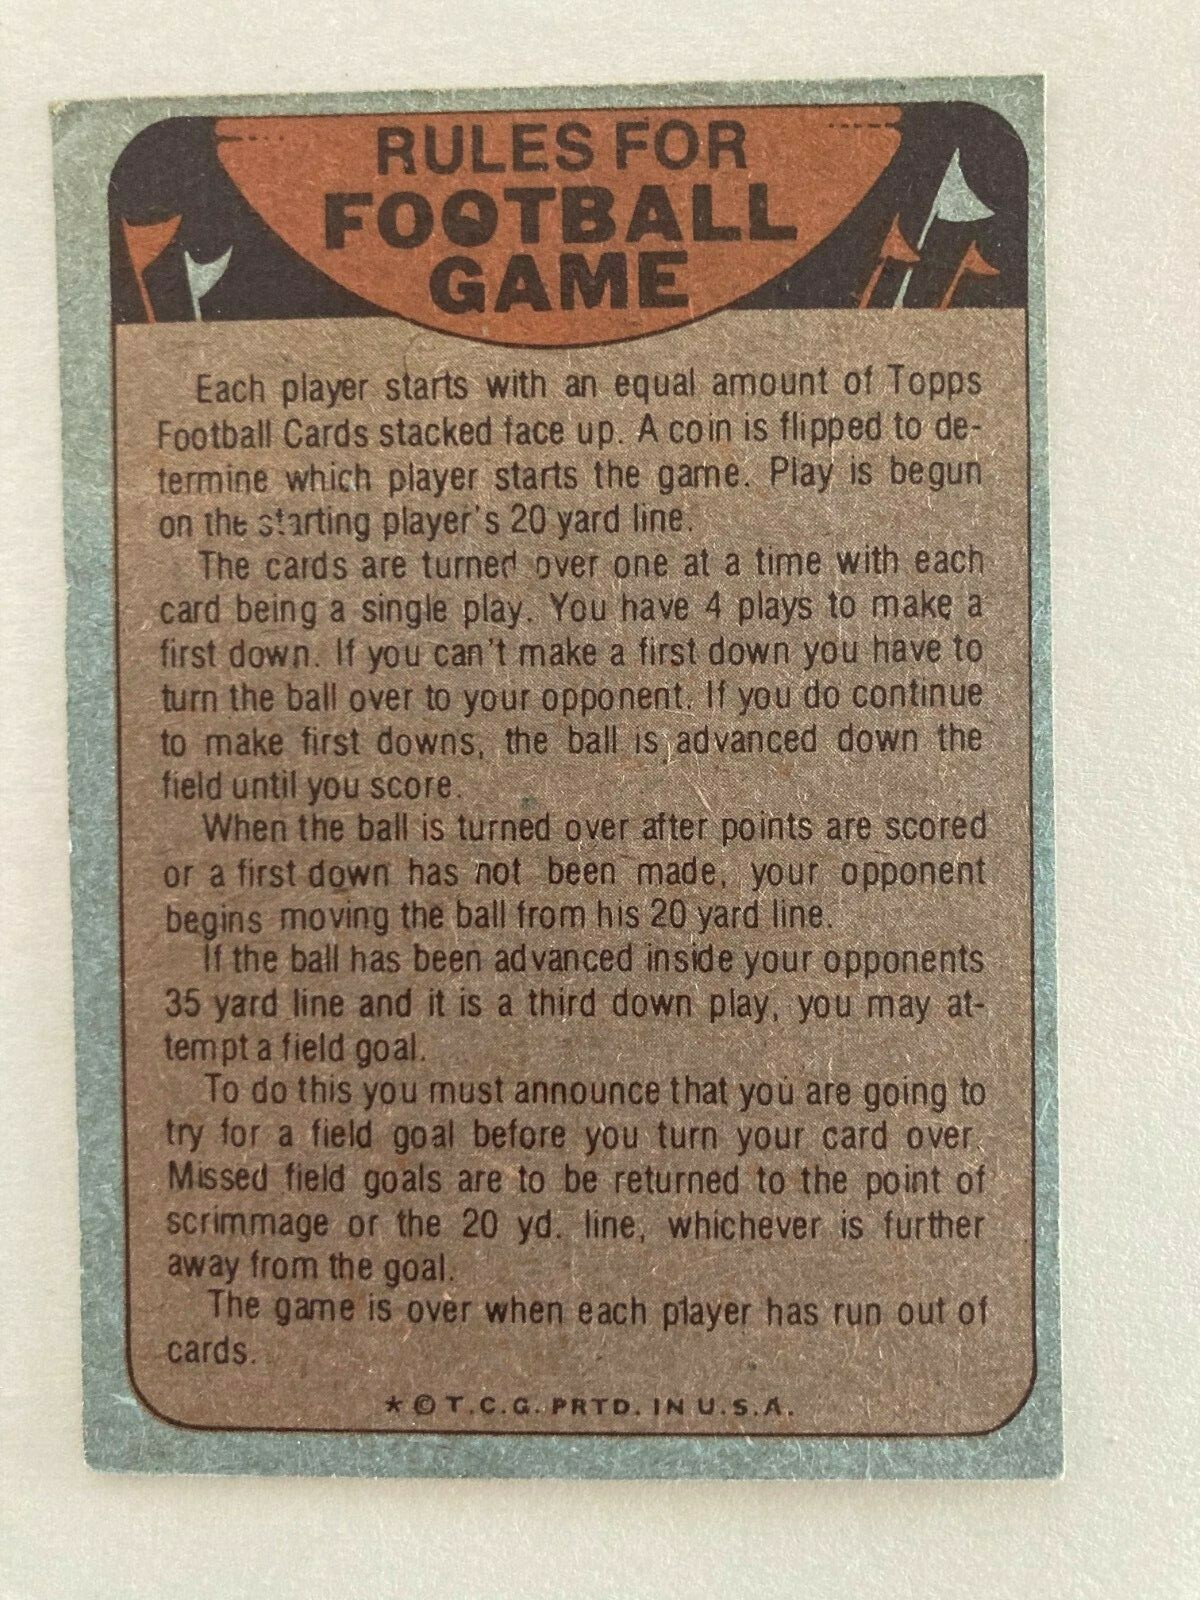 RULES FOR
FOOTBALL
GAME
Each player starts with an equal amount of Topps
Football Cards stacked face up. A coin is flipped to de-
termine which player starts the game. Play is begun
on the starting player's 20 yard line.
The cards are turned over one at a time with each
card being a single play. You have 4 plays to make a
first down. If you can't make a first down you have to
turn the ball over to your opponent. If you do continue
to make first downs, the ball is advanced down the
field until you score.
When the ball is turned over after points are scored
or a first down has not been made, your opponent
begins moving the ball from his 20 yard line.
If the ball has been advanced inside your opponents
35 yard line and it is a third down play, you may at-
tempt a field goal.
To do this you must announce that you are going to
try for a field goal before you turn your card over.
Missed field goals are to be returned to the point of
scrimmage or the 20 yd. line, whichever is further
away from the goal.
The game is over when each player has run out of
cards.
* © T.C.G. PRTD. IN U.S.A.